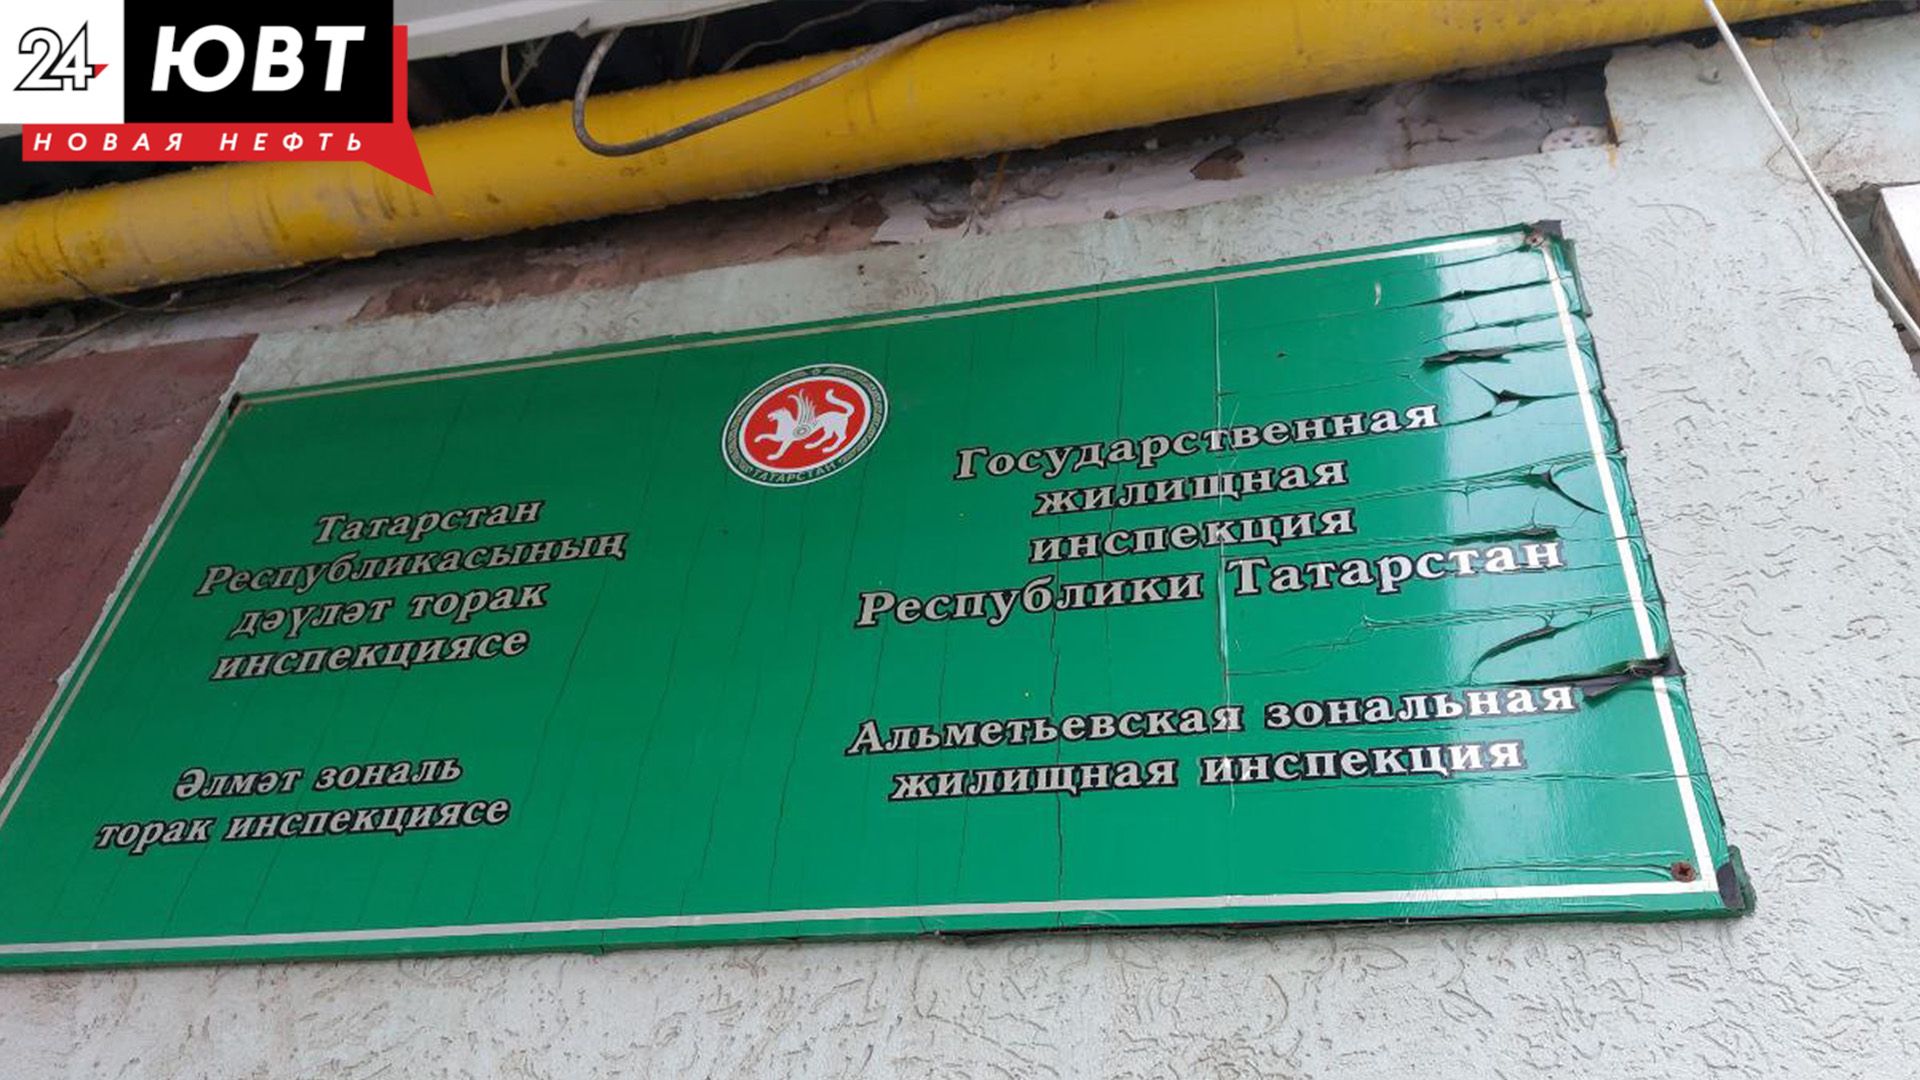 24 ЮВТ
НОВАЯ НЕФТЬ
ТАТАРСТАН
Татарстан
Республикасының
дәүләт торак
инспекциясе
Әлмәт зональ
торак инспекциясе
Государственная
жилищная
инспекция
Республики Татарстан
Альметьевская зональная
жилищная инспекция